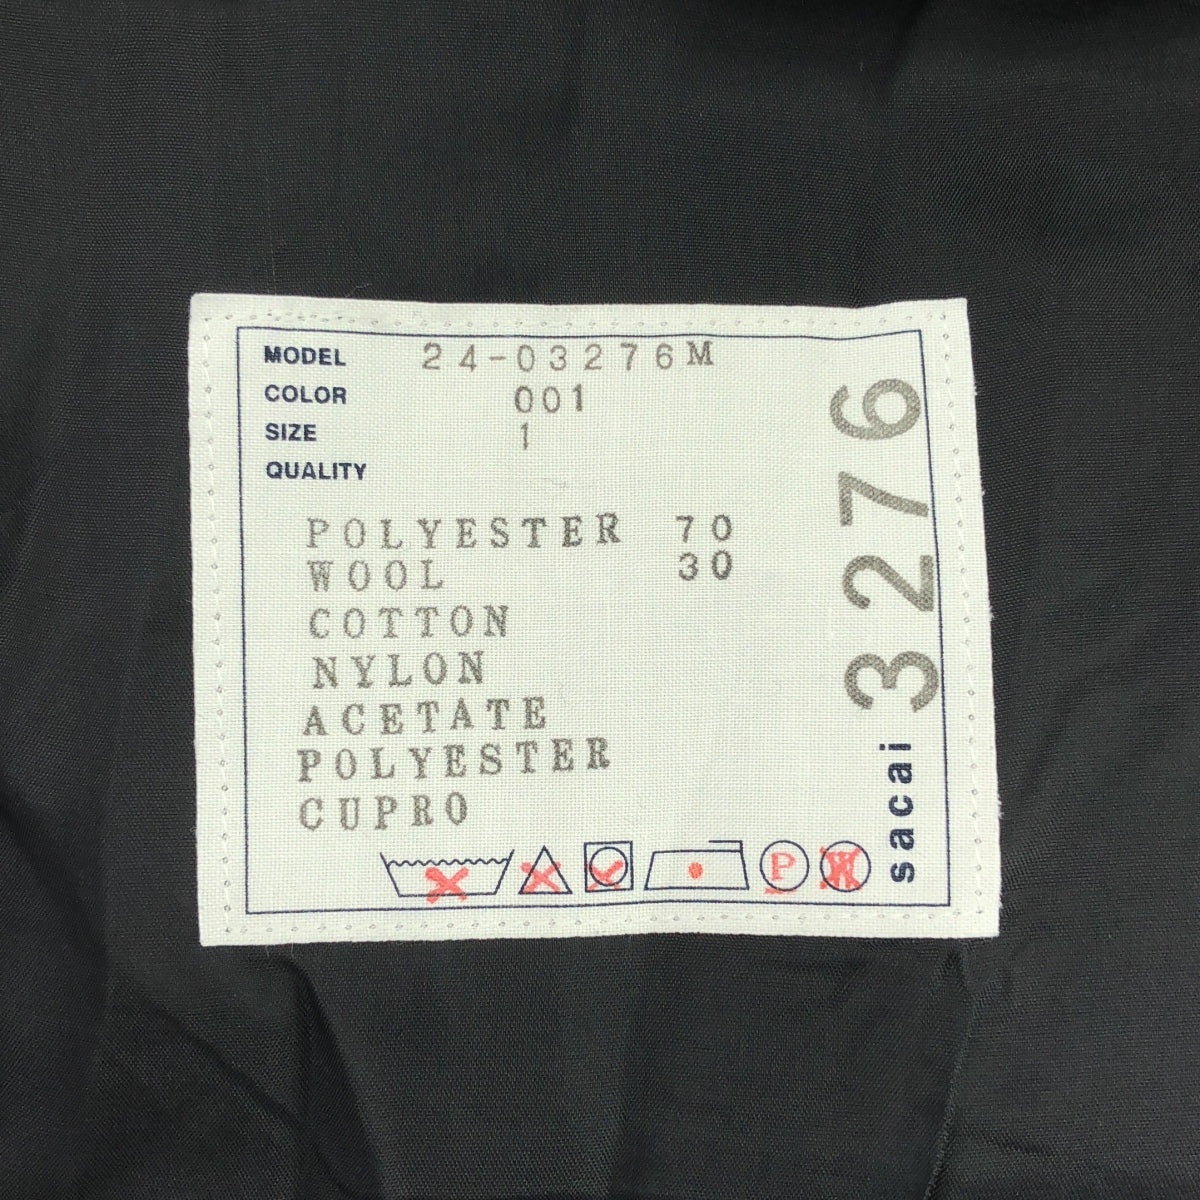 MODEL 24-03276M
COLOR 001
SIZE 1
QUALITY
POLYESTER 70
WOOL 30
COTTON
NYLON
ACETATE
POLYESTER
CUPRO
P W
sacai 3276